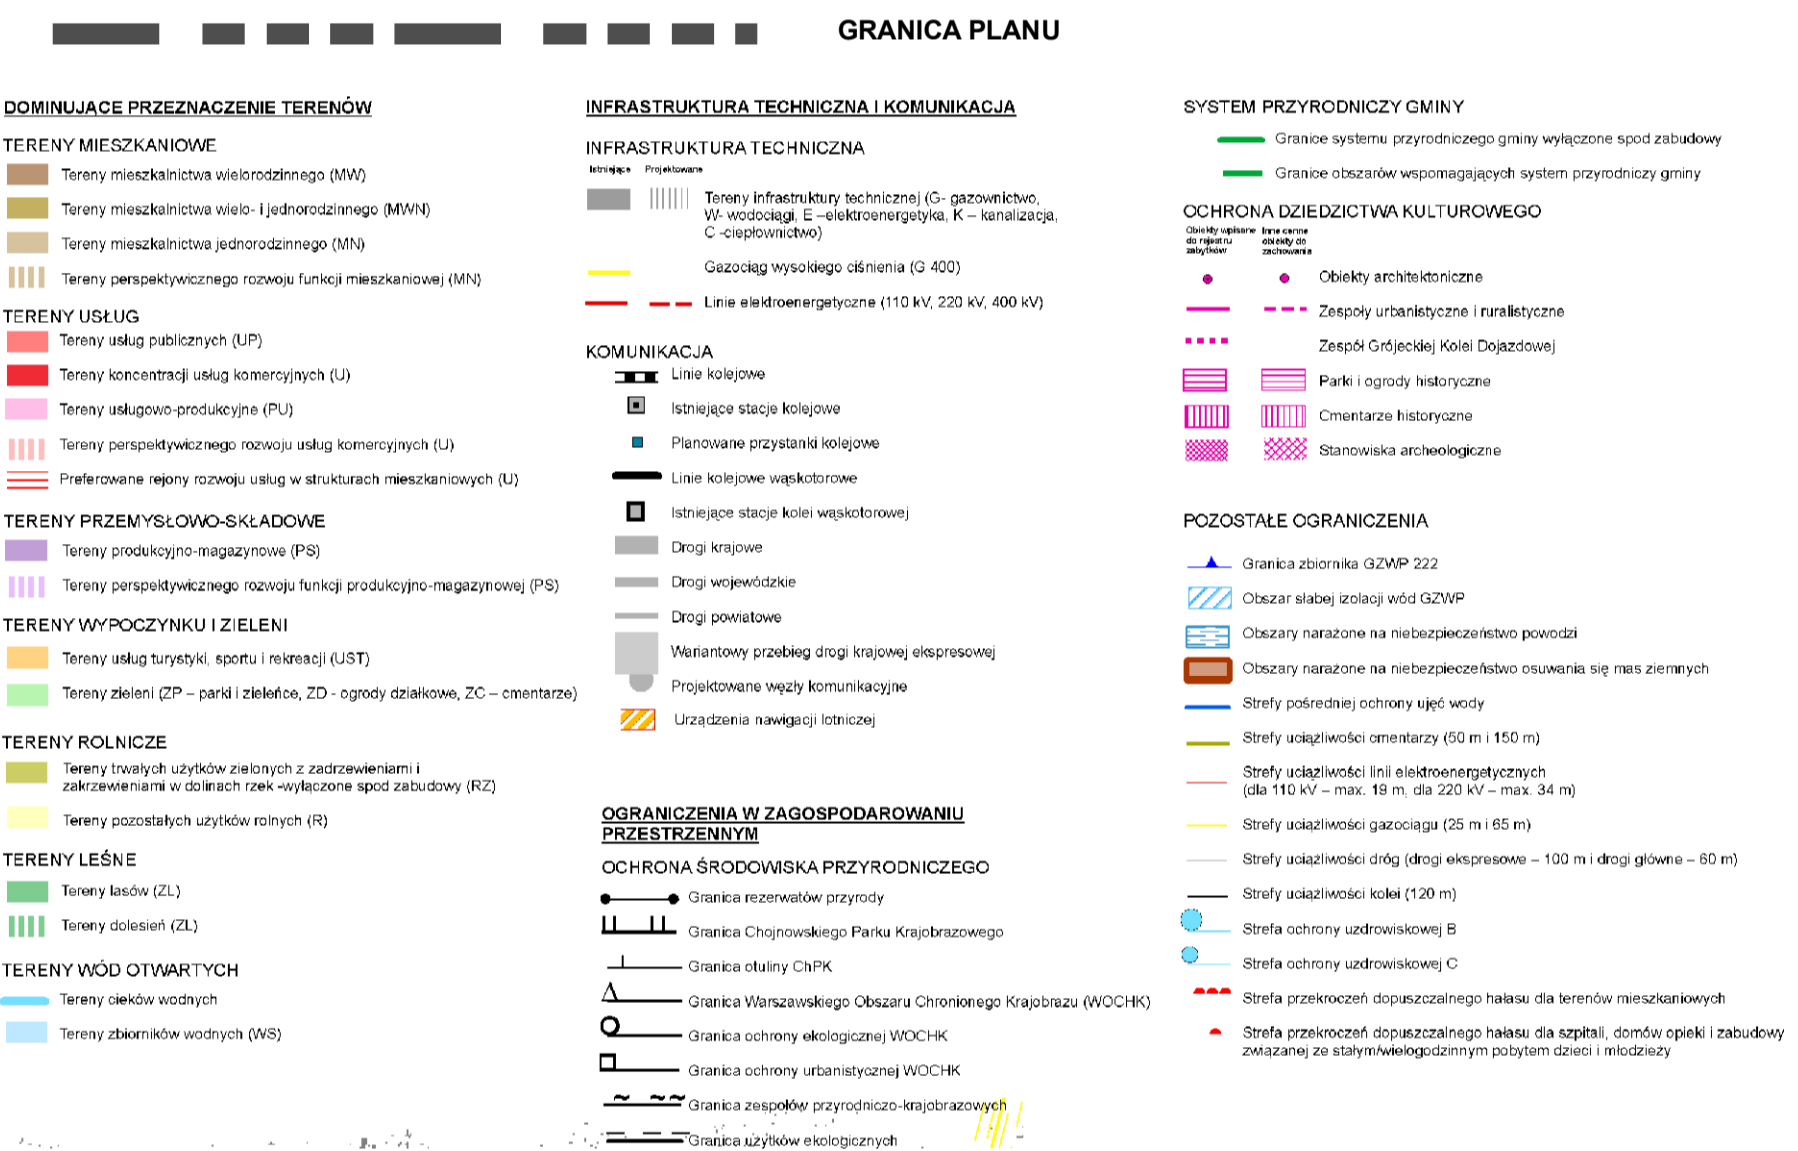 GRANICA PLANU
DOMINUJĄCE PRZEZNACZENIE TERENÓW
TERENY MIESZKANIOWE
Tereny mieszkalnictwa wielorodzinnego (MW)
Tereny mieszkalnictwa wielo- i jednorodzinnego (MWN)
Tereny mieszkalnictwa jednorodzinnego (MN)
Tereny perspektywicznego rozwoju funkcji mieszkaniowej (MN)
TERENY USŁUG
Tereny usług publicznych (UP)
Tereny koncentracji usług komercyjnych (U)
Tereny usługowo-produkcyjne (PU)
Tereny perspektywicznego rozwoju usług komercyjnych (U)
Preferowane rejony rozwoju usług w strukturach mieszkaniowych (U)
TERENY PRZEMYSŁOWO-SKŁADOWE
Tereny produkcyjno-magazynowe (PS)
Tereny perspektywicznego rozwoju funkcji produkcyjno-magazynowej (PS)
TERENY WYPOCZYNKU I ZIELENI
Tereny usług turystyki, sportu i rekreacji (UST)
Tereny zieleni (ZP – parki i zieleńce, ZD - ogrody działkowe, ZC – cmentarze)
TERENY ROLNICZE
Tereny trwałych użytków zielonych z zadrzewieniami i
zakrzewieniami w dolinach rzek -wyłączone spod zabudowy (RZ)
Tereny pozostałych użytków rolnych (R)
TERENY LEŚNE
Tereny lasów (ZL)
Tereny dolesień (ZL)
TERENY WÓD OTWARTYCH
Tereny cieków wodnych
Tereny zbiorników wodnych (WS)
INFRASTRUKTURA TECHNICZNA I KOMUNIKACJA
INFRASTRUKTURA TECHNICZNA
Istniejące Projektowane
Tereny infrastruktury technicznej (G- gazownictwo,
W- wodociągi, E –elektroenergetyka, K – kanalizacja,
C -ciepłownictwo)
Gazociąg wysokiego ciśnienia (G 400)
Linie elektroenergetyczne (110 kV, 220 kV, 400 kV)
KOMUNIKACJA
Linie kolejowe
Istniejące stacje kolejowe
Planowane przystanki kolejowe
Linie kolejowe wąskotorowe
Istniejące stacje kolei wąskotorowej
Drogi krajowe
Drogi wojewódzkie
Drogi powiatowe
Wariantowy przebieg drogi krajowej ekspresowej
Projektowane węzły komunikacyjne
Urządzenia nawigacji lotniczej
OGRANICZENIA W ZAGOSPODAROWANIU
PRZESTRZENNYM
OCHRONA ŚRODOWISKA PRZYRODNICZEGO
Granica rezerwatów przyrody
Granica Chojnowskiego Parku Krajobrazowego
Granica otuliny ChPK
Granica Warszawskiego Obszaru Chronionego Krajobrazu (WOCHK)
Granica ochrony ekologicznej WOCHK
Granica ochrony urbanistycznej WOCHK
Granica zespołów przyrodniczo-krajobrazowych
Granica użytków ekologicznych
SYSTEM PRZYRODNICZY GMINY
Granice systemu przyrodniczego gminy wyłączone spod zabudowy
Granice obszarów wspomagających system przyrodniczy gminy
OCHRONA DZIEDZICTWA KULTUROWEGO
Obiekty wpisane Inne cenne
do rejestru obiekty do
zabytków zachowania
Obiekty architektoniczne
Zespoły urbanistyczne i ruralistyczne
Zespół Grójeckiej Kolei Dojazdowej
Parki i ogrody historyczne
Cmentarze historyczne
Stanowiska archeologiczne
POZOSTAŁE OGRANICZENIA
Granica zbiornika GZWP 222
Obszar słabej izolacji wód GZWP
Obszary narażone na niebezpieczeństwo powodzi
Obszary narażone na niebezpieczeństwo osuwania się mas ziemnych
Strefy pośredniej ochrony ujęć wody
Strefy uciążliwości cmentarzy (50 m i 150 m)
Strefy uciążliwości linii elektroenergetycznych
(dla 110 kV – max. 19 m, dla 220 kV – max. 34 m)
Strefy uciążliwości gazociągu (25 m i 65 m)
Strefy uciążliwości dróg (drogi ekspresowe – 100 m i drogi główne – 60 m)
Strefy uciążliwości kolei (120 m)
Strefa ochrony uzdrowiskowej B
Strefa ochrony uzdrowiskowej C
Strefa przekroczeń dopuszczalnego hałasu dla terenów mieszkaniowych
Strefa przekroczeń dopuszczalnego hałasu dla szpitali, domów opieki i zabudowy
związanej ze stałym/wielogodzinnym pobytem dzieci i młodzieży